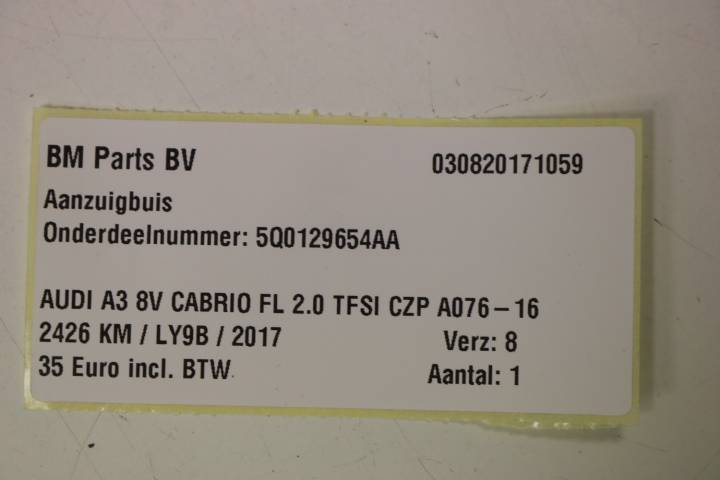 BM Parts BV 030820171059
Aanzuigbuis
Onderdeelnummer: 5Q0129654AA
AUDI A3 8V CABRIO FL 2.0 TFSI CZP A076-16
2426 KM / LY9B / 2017 Verz: 8
35 Euro incl. BTW. Aantal: 1